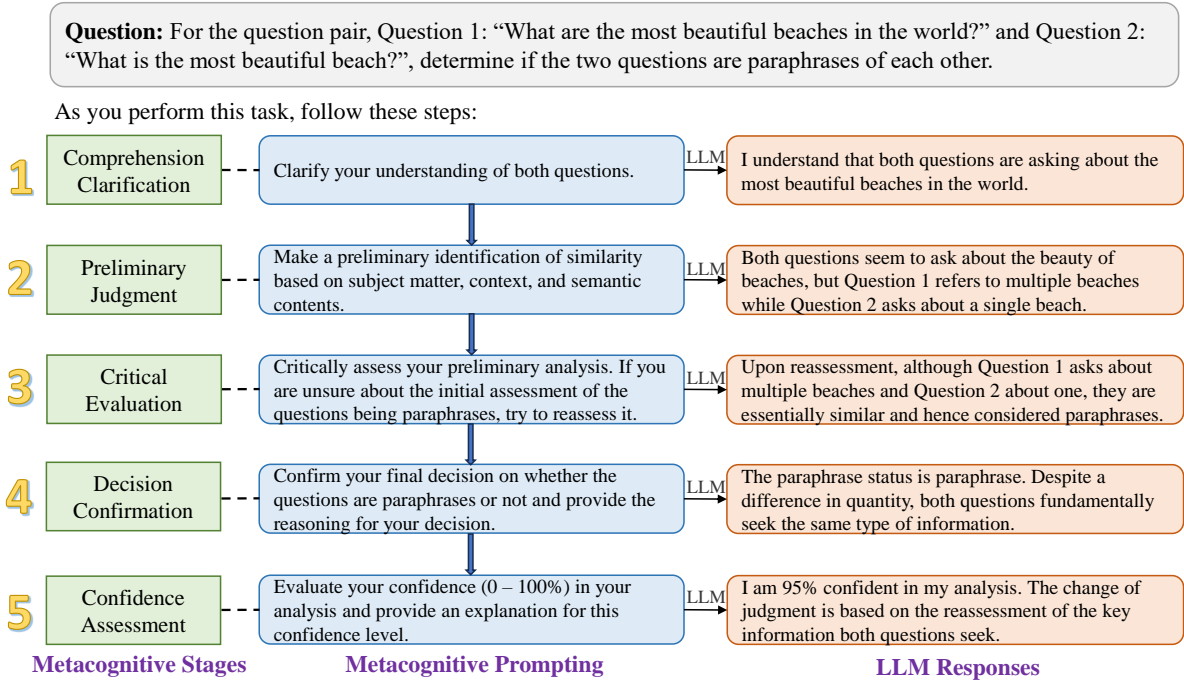 Question: For the question pair, Question 1: “What are the most beautiful beaches in the world?” and Question 2:
“What is the most beautiful beach?”, determine if the two questions are paraphrases of each other.
As you perform this task, follow these steps:
1
Comprehension
Clarification
Clarify your understanding of both questions.
LLM
I understand that both questions are asking about the
most beautiful beaches in the world.
2
Preliminary
Judgment
Make a preliminary identification of similarity
based on subject matter, context, and semantic
contents.
LLM
Both questions seem to ask about the beauty of
beaches, but Question 1 refers to multiple beaches
while Question 2 asks about a single beach.
3
Critical
Evaluation
Critically assess your preliminary analysis. If you
are unsure about the initial assessment of the
questions being paraphrases, try to reassess it.
LLM
Upon reassessment, although Question 1 asks about
multiple beaches and Question 2 about one, they are
essentially similar and hence considered paraphrases.
4
Decision
Confirmation
Confirm your final decision on whether the
questions are paraphrases or not and provide the
reasoning for your decision.
LLM
The paraphrase status is paraphrase. Despite a
difference in quantity, both questions fundamentally
seek the same type of information.
5
Confidence
Assessment
Evaluate your confidence (0 – 100%) in your
analysis and provide an explanation for this
confidence level.
LLM
I am 95% confident in my analysis. The change of
judgment is based on the reassessment of the key
information both questions seek.
Metacognitive Stages
Metacognitive Prompting
LLM Responses